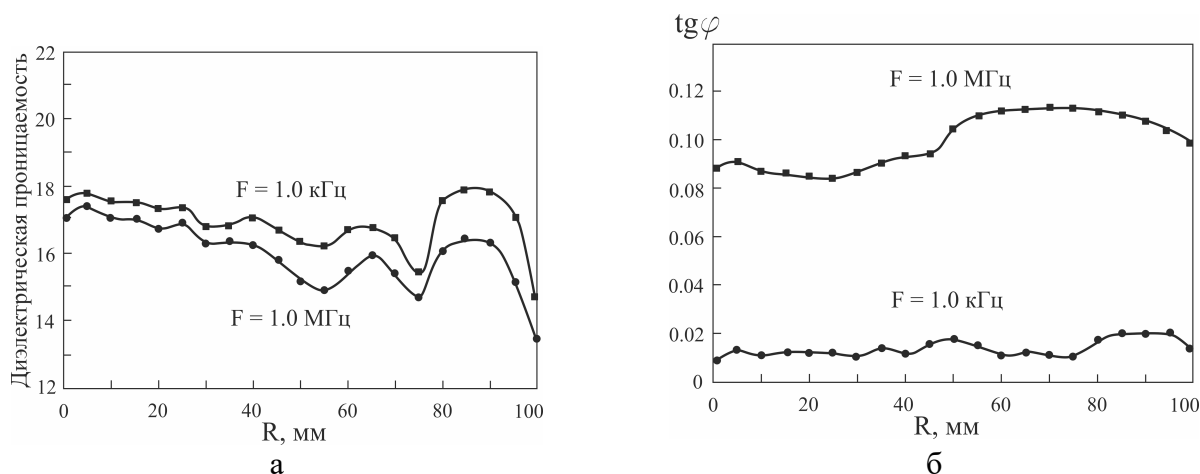 Диэлектрическая проницаемость
22
20
18
16
14
12
F = 1.0 кГц
F = 1.0 МГц
0 20 40 60 80 100
R, мм
а
tgφ
0.12
0.10
0.08
0.06
0.04
0.02
0
F = 1.0 МГц
F = 1.0 кГц
0 20 40 60 80 100
R, мм
б